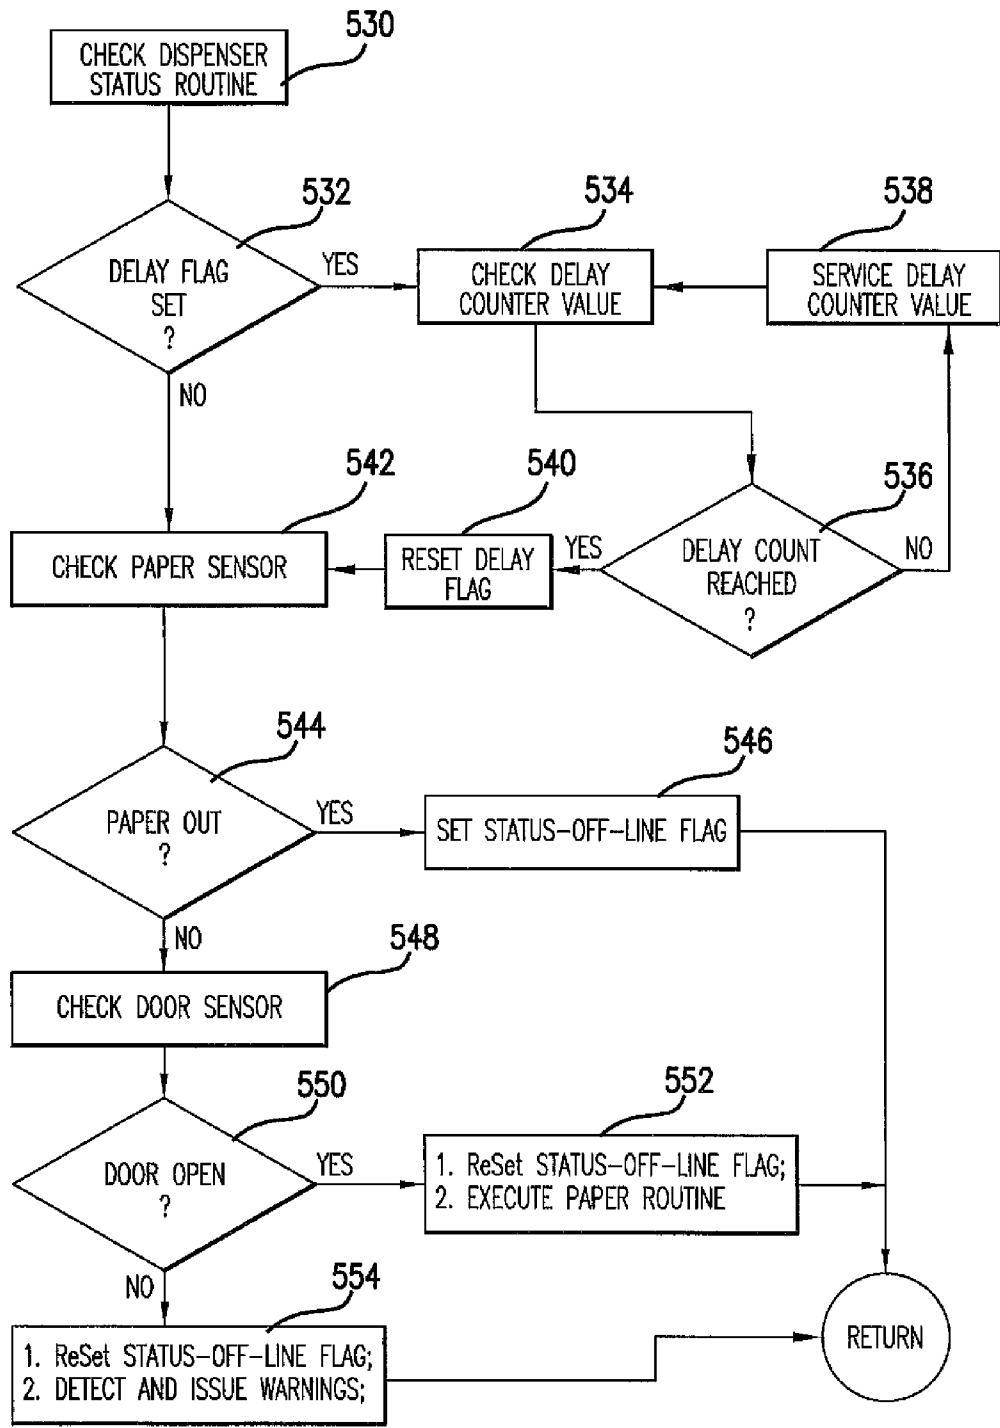 530
CHECK DISPENSER
STATUS ROUTINE
532
DELAY FLAG
SET
?
YES
NO
534
CHECK DELAY
COUNTER VALUE
538
SERVICE DELAY
COUNTER VALUE
536
DELAY COUNT
REACHED
?
NO
YES
540
RESET DELAY
FLAG
542
CHECK PAPER SENSOR
544
PAPER OUT
?
YES
NO
546
SET STATUS-OFF-LINE FLAG
548
CHECK DOOR SENSOR
550
DOOR OPEN
?
YES
NO
552
1. ReSet STATUS-OFF-LINE FLAG;
2. EXECUTE PAPER ROUTINE
554
1. ReSet STATUS-OFF-LINE FLAG;
2. DETECT AND ISSUE WARNINGS;
RETURN